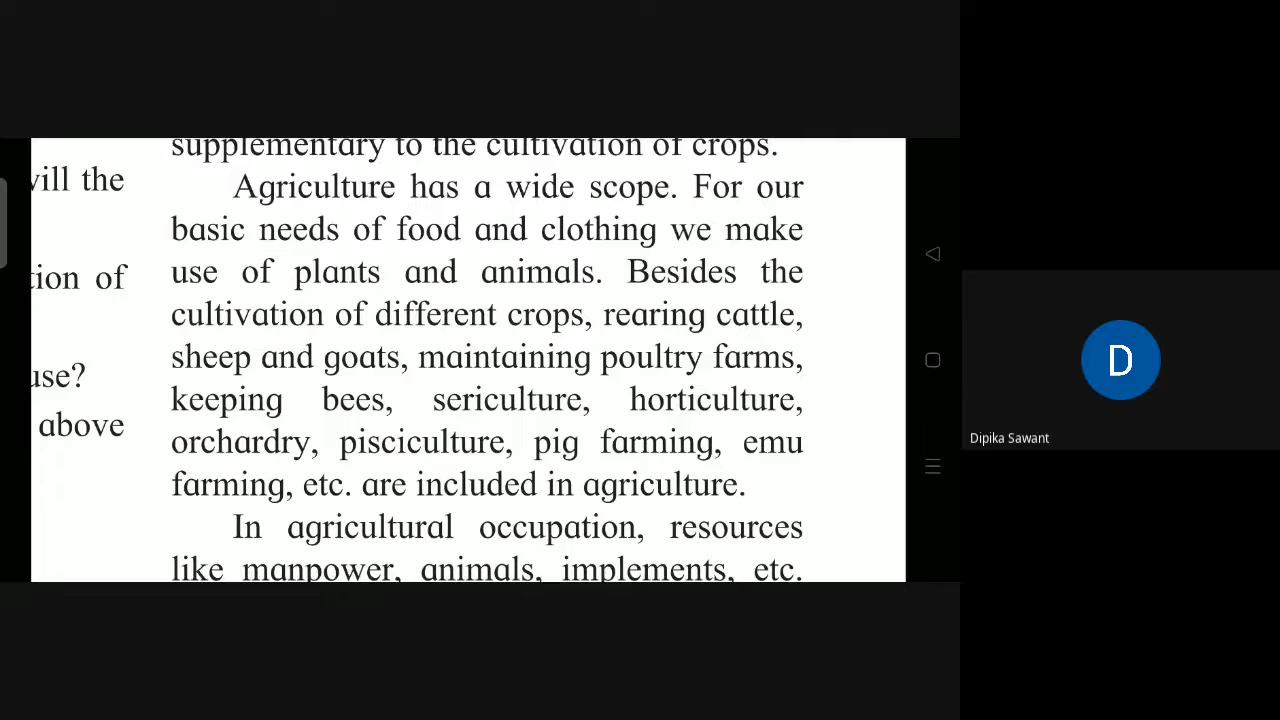 supplementary to the cultivation of crops.
Agriculture has a wide scope. For our
basic needs of food and clothing we make
use of plants and animals. Besides the
cultivation of different crops, rearing cattle,
sheep and goats, maintaining poultry farms,
keeping bees, sericulture, horticulture,
orchardry, pisciculture, pig farming, emu
farming, etc. are included in agriculture.
In agricultural occupation, resources
like manpower, animals, implements, etc.
will the
tion of
use?
above
D
Dipika Sawant